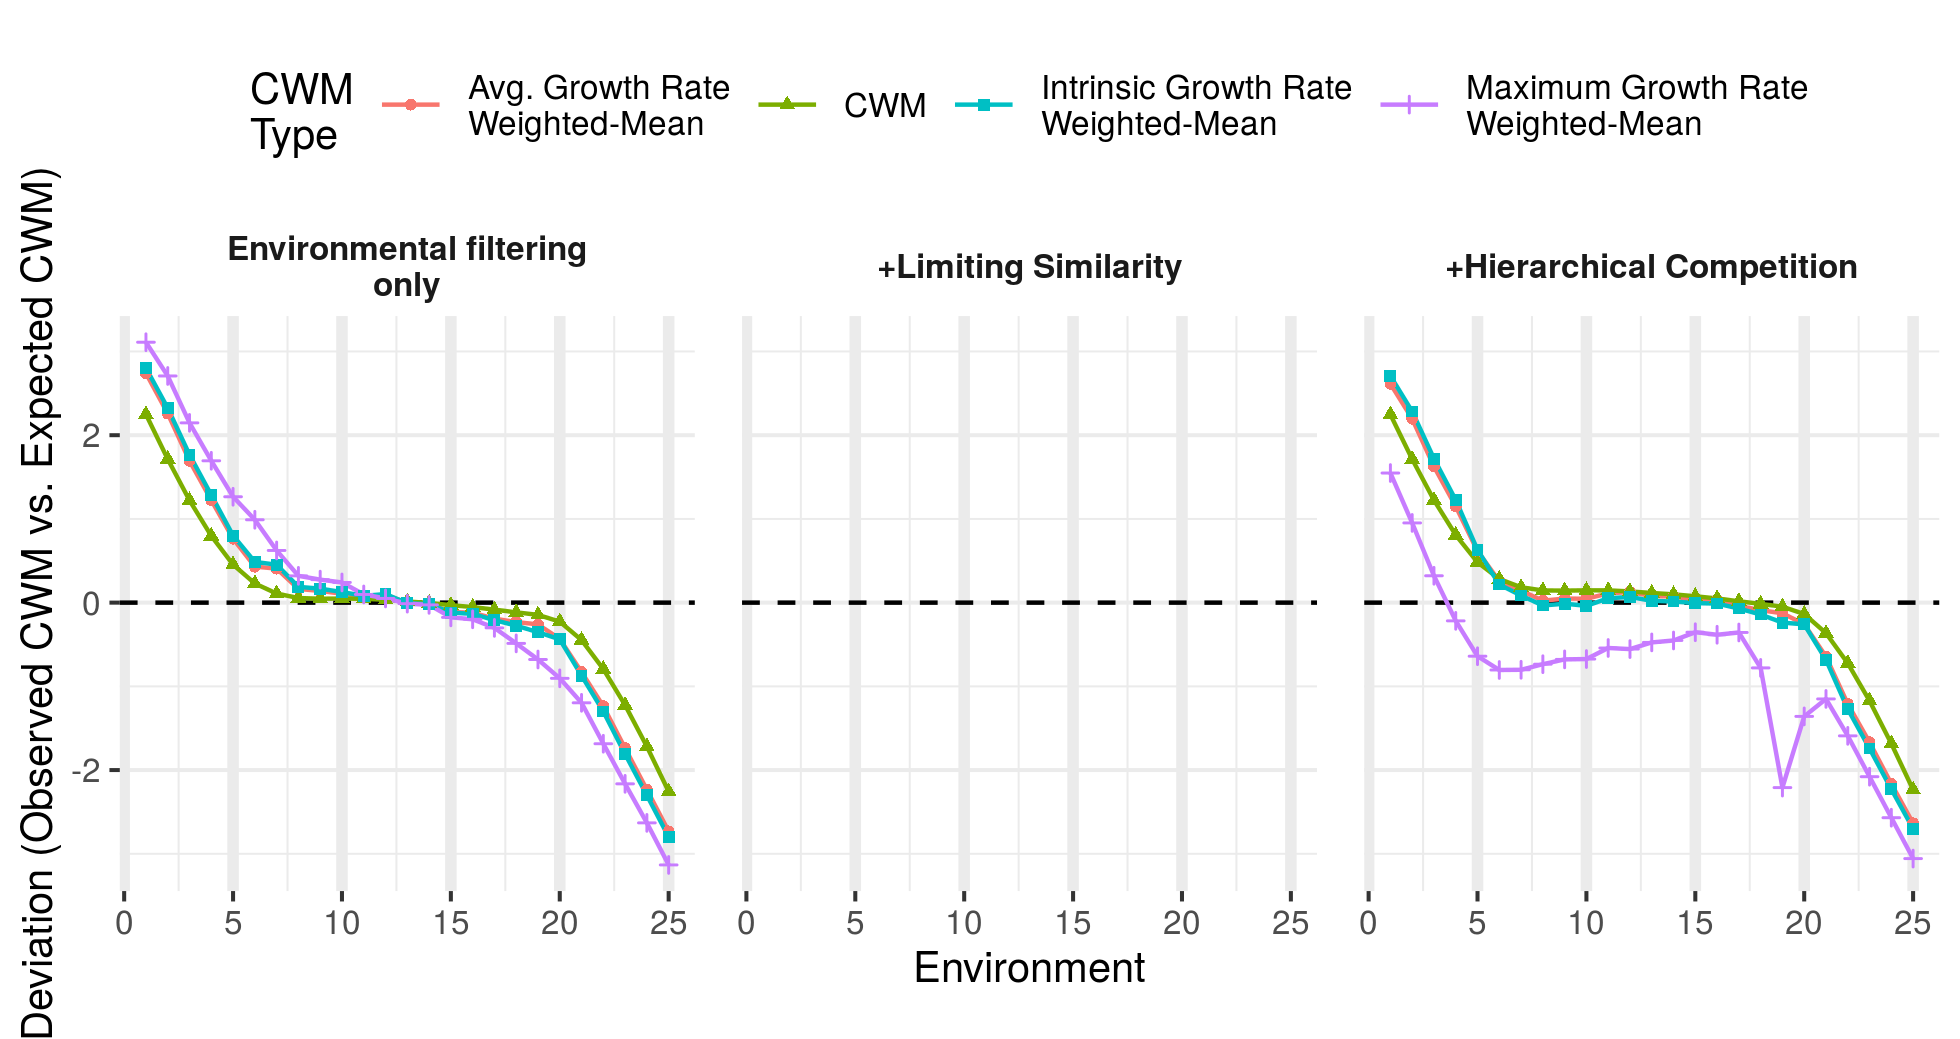 CWM
Type
Avg. Growth Rate
Weighted-Mean
CWM
Intrinsic Growth Rate
Weighted-Mean
Maximum Growth Rate
Weighted-Mean
Deviation (Observed CWM vs. Expected CWM)
Environmental filtering
only
+Limiting Similarity
+Hierarchical Competition
2
0
-2
0 5 10 15 20 25
0 5 10 15 20 25
0 5 10 15 20 25
Environment